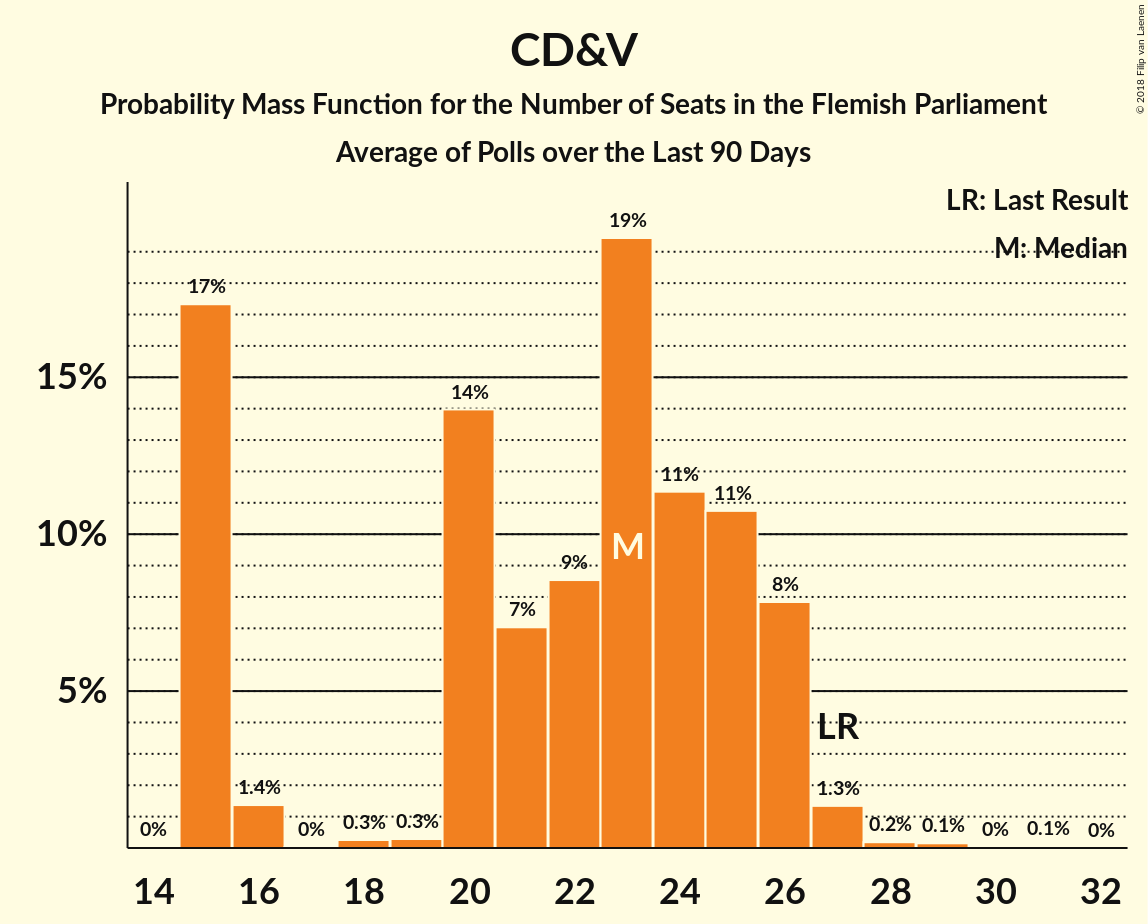 CD&V
Probability Mass Function for the Number of Seats in the Flemish Parliament
Average of Polls over the Last 90 Days
© 2018 Filip van Laenen
LR: Last Result
M: Median
19%
17%
15%
14%
11%
11%
10%
M
9%
8%
7%
5%
LR
1.4%
1.3%
0%
0%
0.3%
0.3%
0.2%
0.1%
0%
0.1%
0%
14 16 18 20 22 24 26 28 30 32